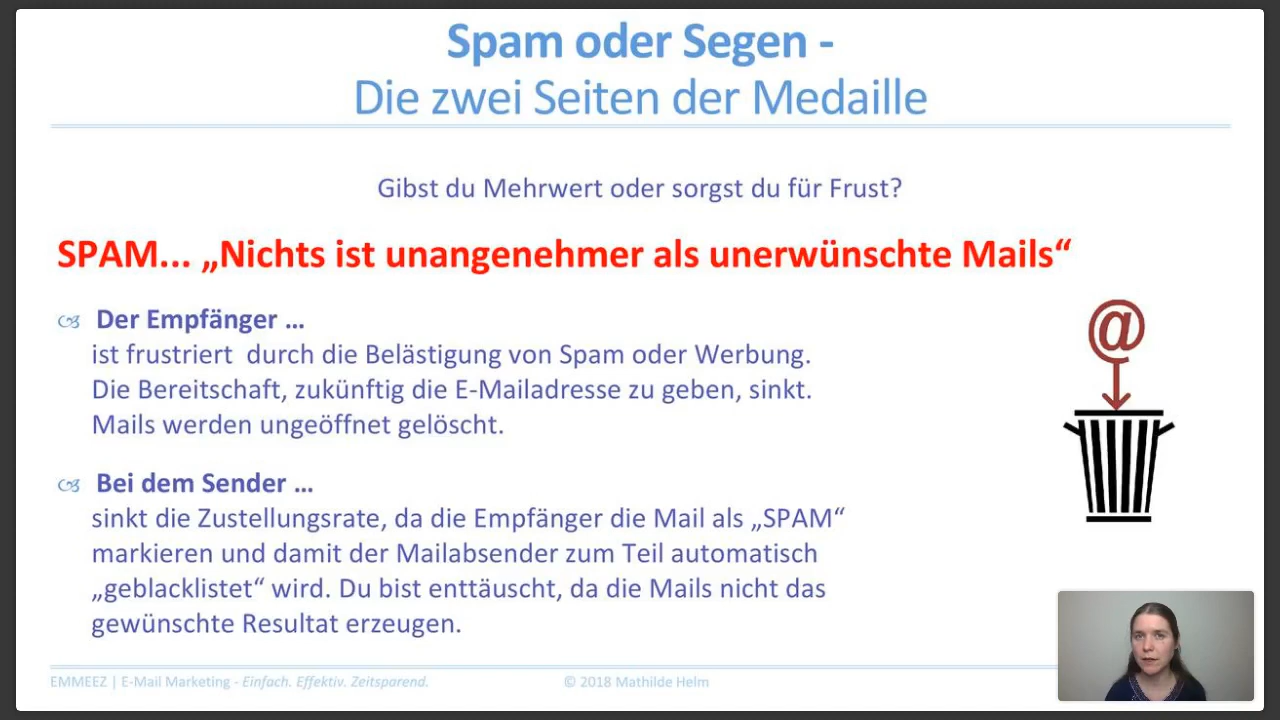 Spam oder Segen -
Die zwei Seiten der Medaille
Gibst du Mehrwert oder sorgst du für Frust?
SPAM... „Nichts ist unangenehmer als unerwünschte Mails“
Der Empfänger …
ist frustriert durch die Belästigung von Spam oder Werbung.
Die Bereitschaft, zukünftig die E-Mailadresse zu geben, sinkt.
Mails werden ungeöffnet gelöscht.
@
Bei dem Sender …
sinkt die Zustellungsrate, da die Empfänger die Mail als „SPAM“
markieren und damit der Mailabsender zum Teil automatisch
„geblacklistet“ wird. Du bist enttäuscht, da die Mails nicht das
gewünschte Resultat erzeugen.
EMMEEZ | E-Mail Marketing - Einfach. Effektiv. Zeitsparend. © 2018 Mathilde Helm